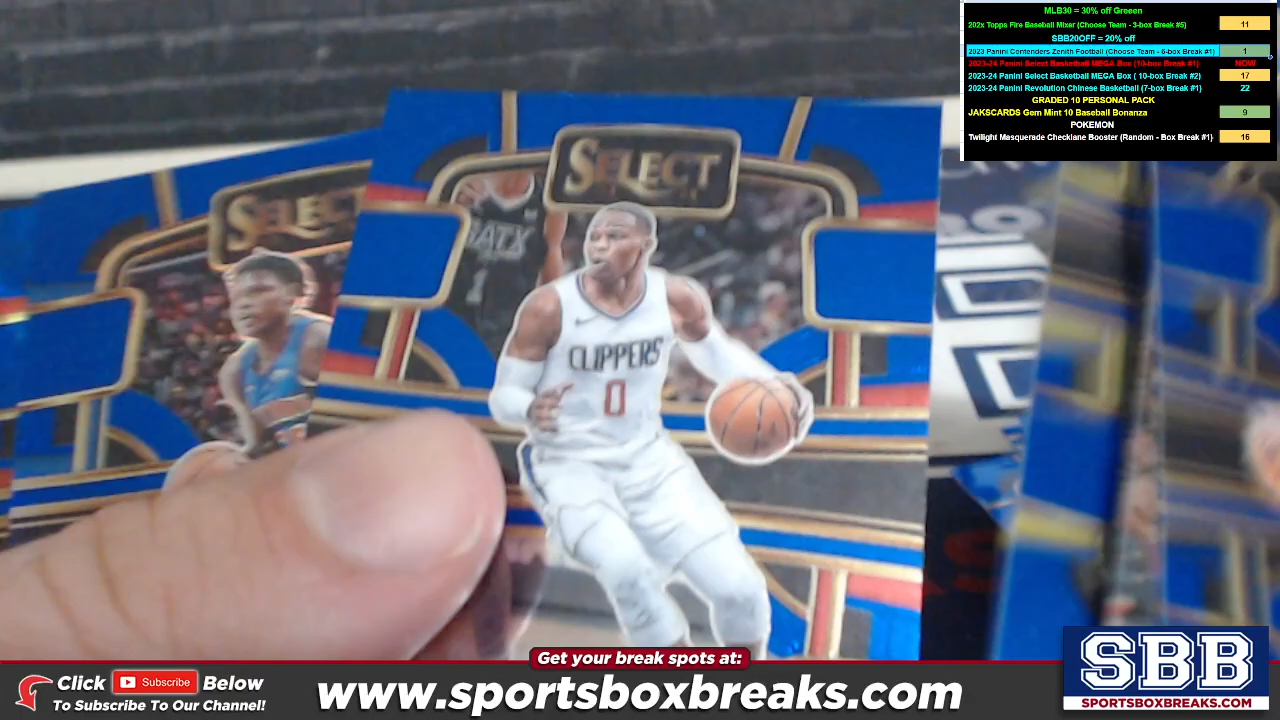 MLB30 = 30% off Greeen
202x Topps Fire Baseball Mixer (Choose Team - 3-box Break #5) 11
SBB20OFF = 20% off
2023 Panini Contenders Zenith Football (Choose Team - 6-box Break #1) 1
2023-24 Panini Select Basketball MEGA Box (10-box Break #1) NOW
2023-24 Panini Select Basketball MEGA Box ( 10-box Break #2) 17
2023-24 Panini Revolution Chinese Basketball (7-box Break #1) 22
GRADED 10 PERSONAL PACK
JAKSCARDS Gem Mint 10 Baseball Bonanza 9
POKEMON
Twilight Masquerade Checklane Booster (Random - Box Break #1) 16
SELECT
SELECT
ATX
1
CLIPPERS
0
Get your break spots at:
Click Subscribe Below
To Subscribe To Our Channel!
www.sportsboxbreaks.com
SBB
SPORTSBOXBREAKS.COM